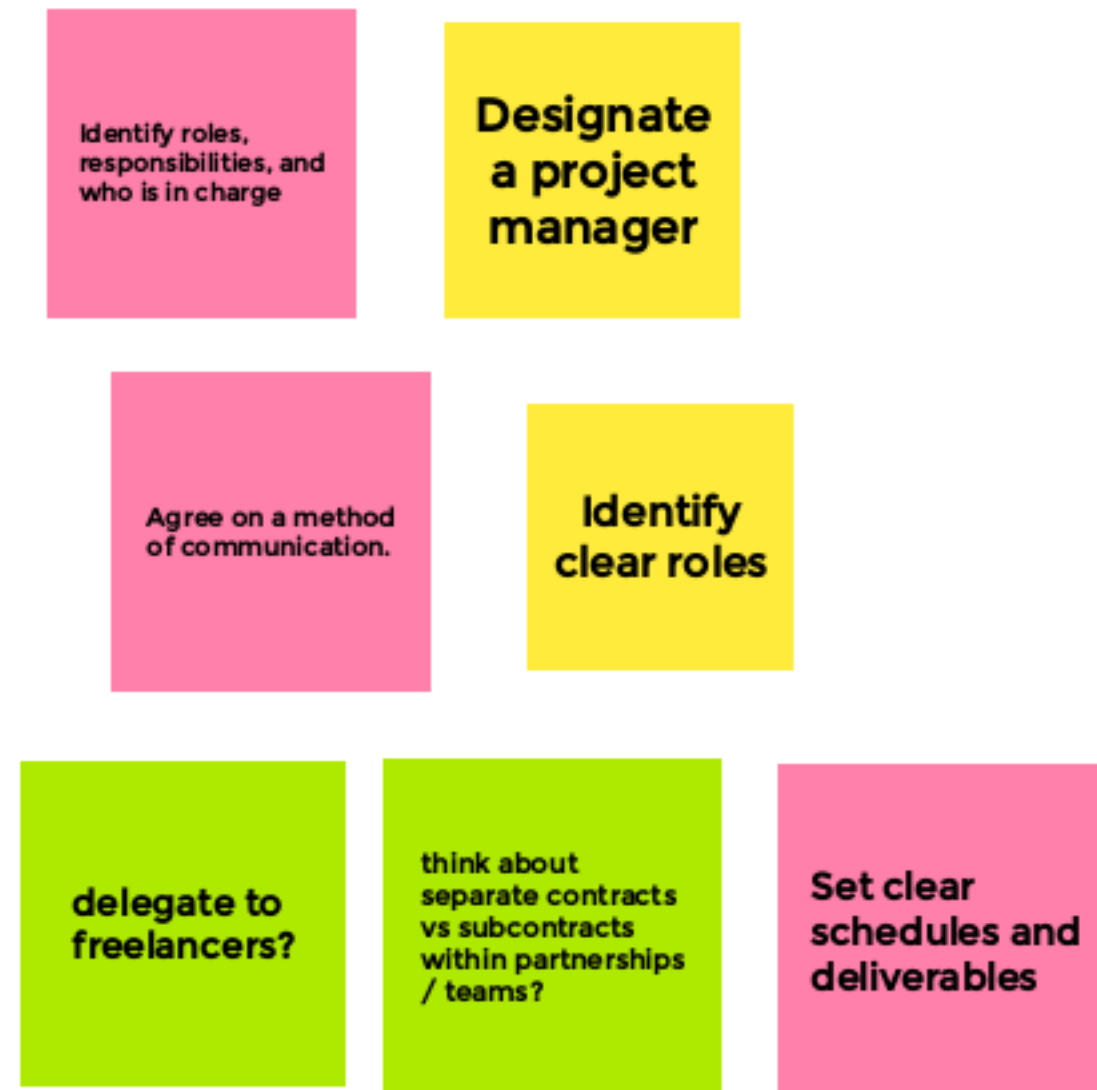 Identify roles,
responsibilities, and
who is in charge
Designate
a project
manager
Agree on a method
of communication.
Identify
clear roles
delegate to
freelancers?
think about
separate contracts
vs subcontracts
within partnerships
/ teams?
Set clear
schedules and
deliverables